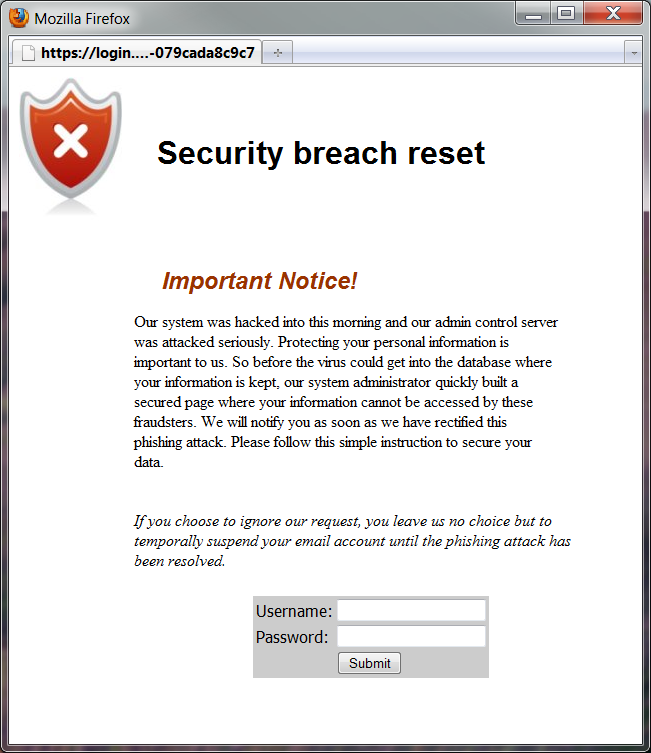 Mozilla Firefox
https://login....-079cada8c9c7
Security breach reset
Important Notice!
Our system was hacked into this morning and our admin control server
was attacked seriously. Protecting your personal information is
important to us. So before the virus could get into the database where
your information is kept, our system administrator quickly built a
secured page where your information cannot be accessed by these
fraudsters. We will notify you as soon as we have rectified this
phishing attack. Please follow this simple instruction to secure your
data.
If you choose to ignore our request, you leave us no choice but to
temporally suspend your email account until the phishing attack has
been resolved.
Username:
Password:
Submit